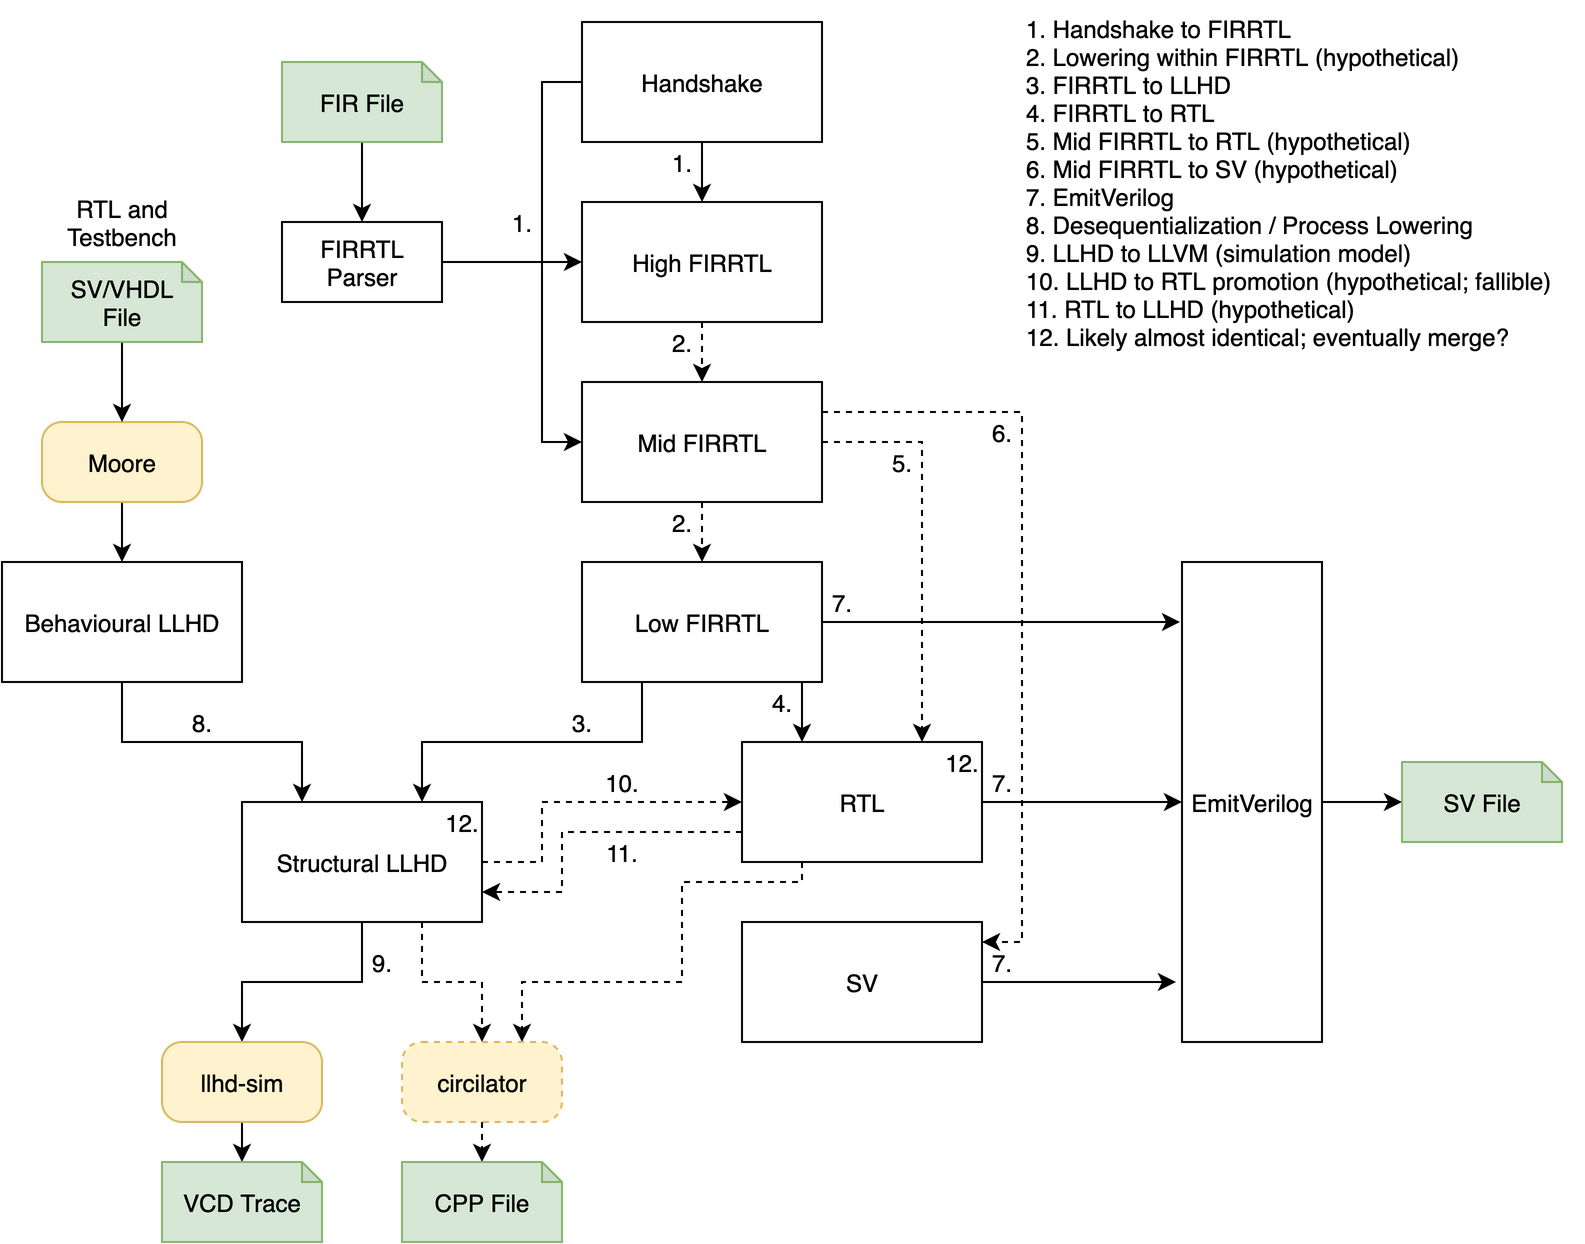 Handshake
1. Handshake to FIRRTL
2. Lowering within FIRRTL (hypothetical)
3. FIRRTL to LLHD
4. FIRRTL to RTL
5. Mid FIRRTL to RTL (hypothetical)
6. Mid FIRRTL to SV (hypothetical)
7. EmitVerilog
8. Desequentialization / Process Lowering
9. LLHD to LLVM (simulation model)
10. LLHD to RTL promotion (hypothetical; fallible)
11. RTL to LLHD (hypothetical)
12. Likely almost identical; eventually merge?
FIR File
1.
RTL and
Testbench
1.
FIRRTL
Parser
High FIRRTL
SV/VHDL
File
2.
Moore
Mid FIRRTL
6.
5.
2.
Behavioural LLHD
Low FIRRTL
7.
8.
3.
4.
12.
10.
RTL
7.
EmitVerilog
SV File
12.
Structural LLHD
11.
9.
7.
SV
llhd-sim
circilator
VCD Trace
CPP File